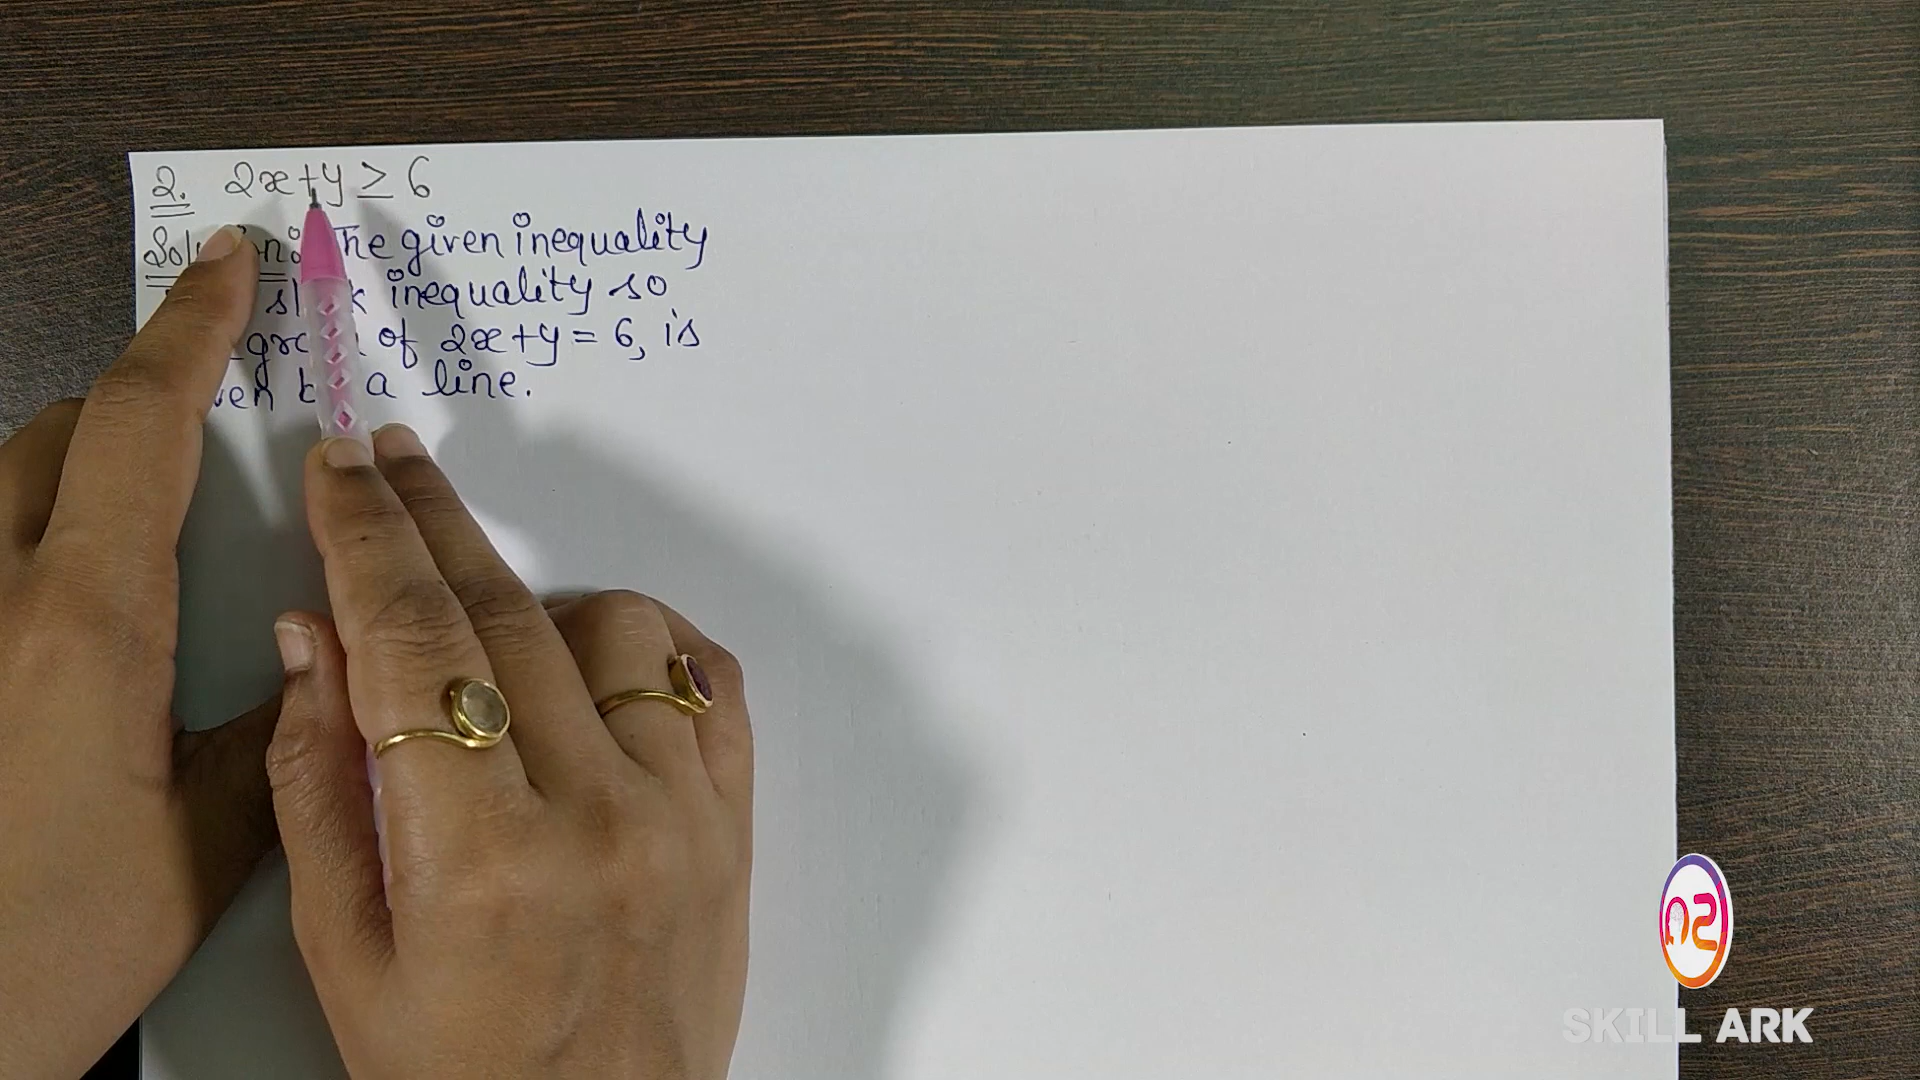 2. 2x+y ≥ 6
The given inequality
inequality so
of 2x+y = 6, is
a line.
SKILL ARK